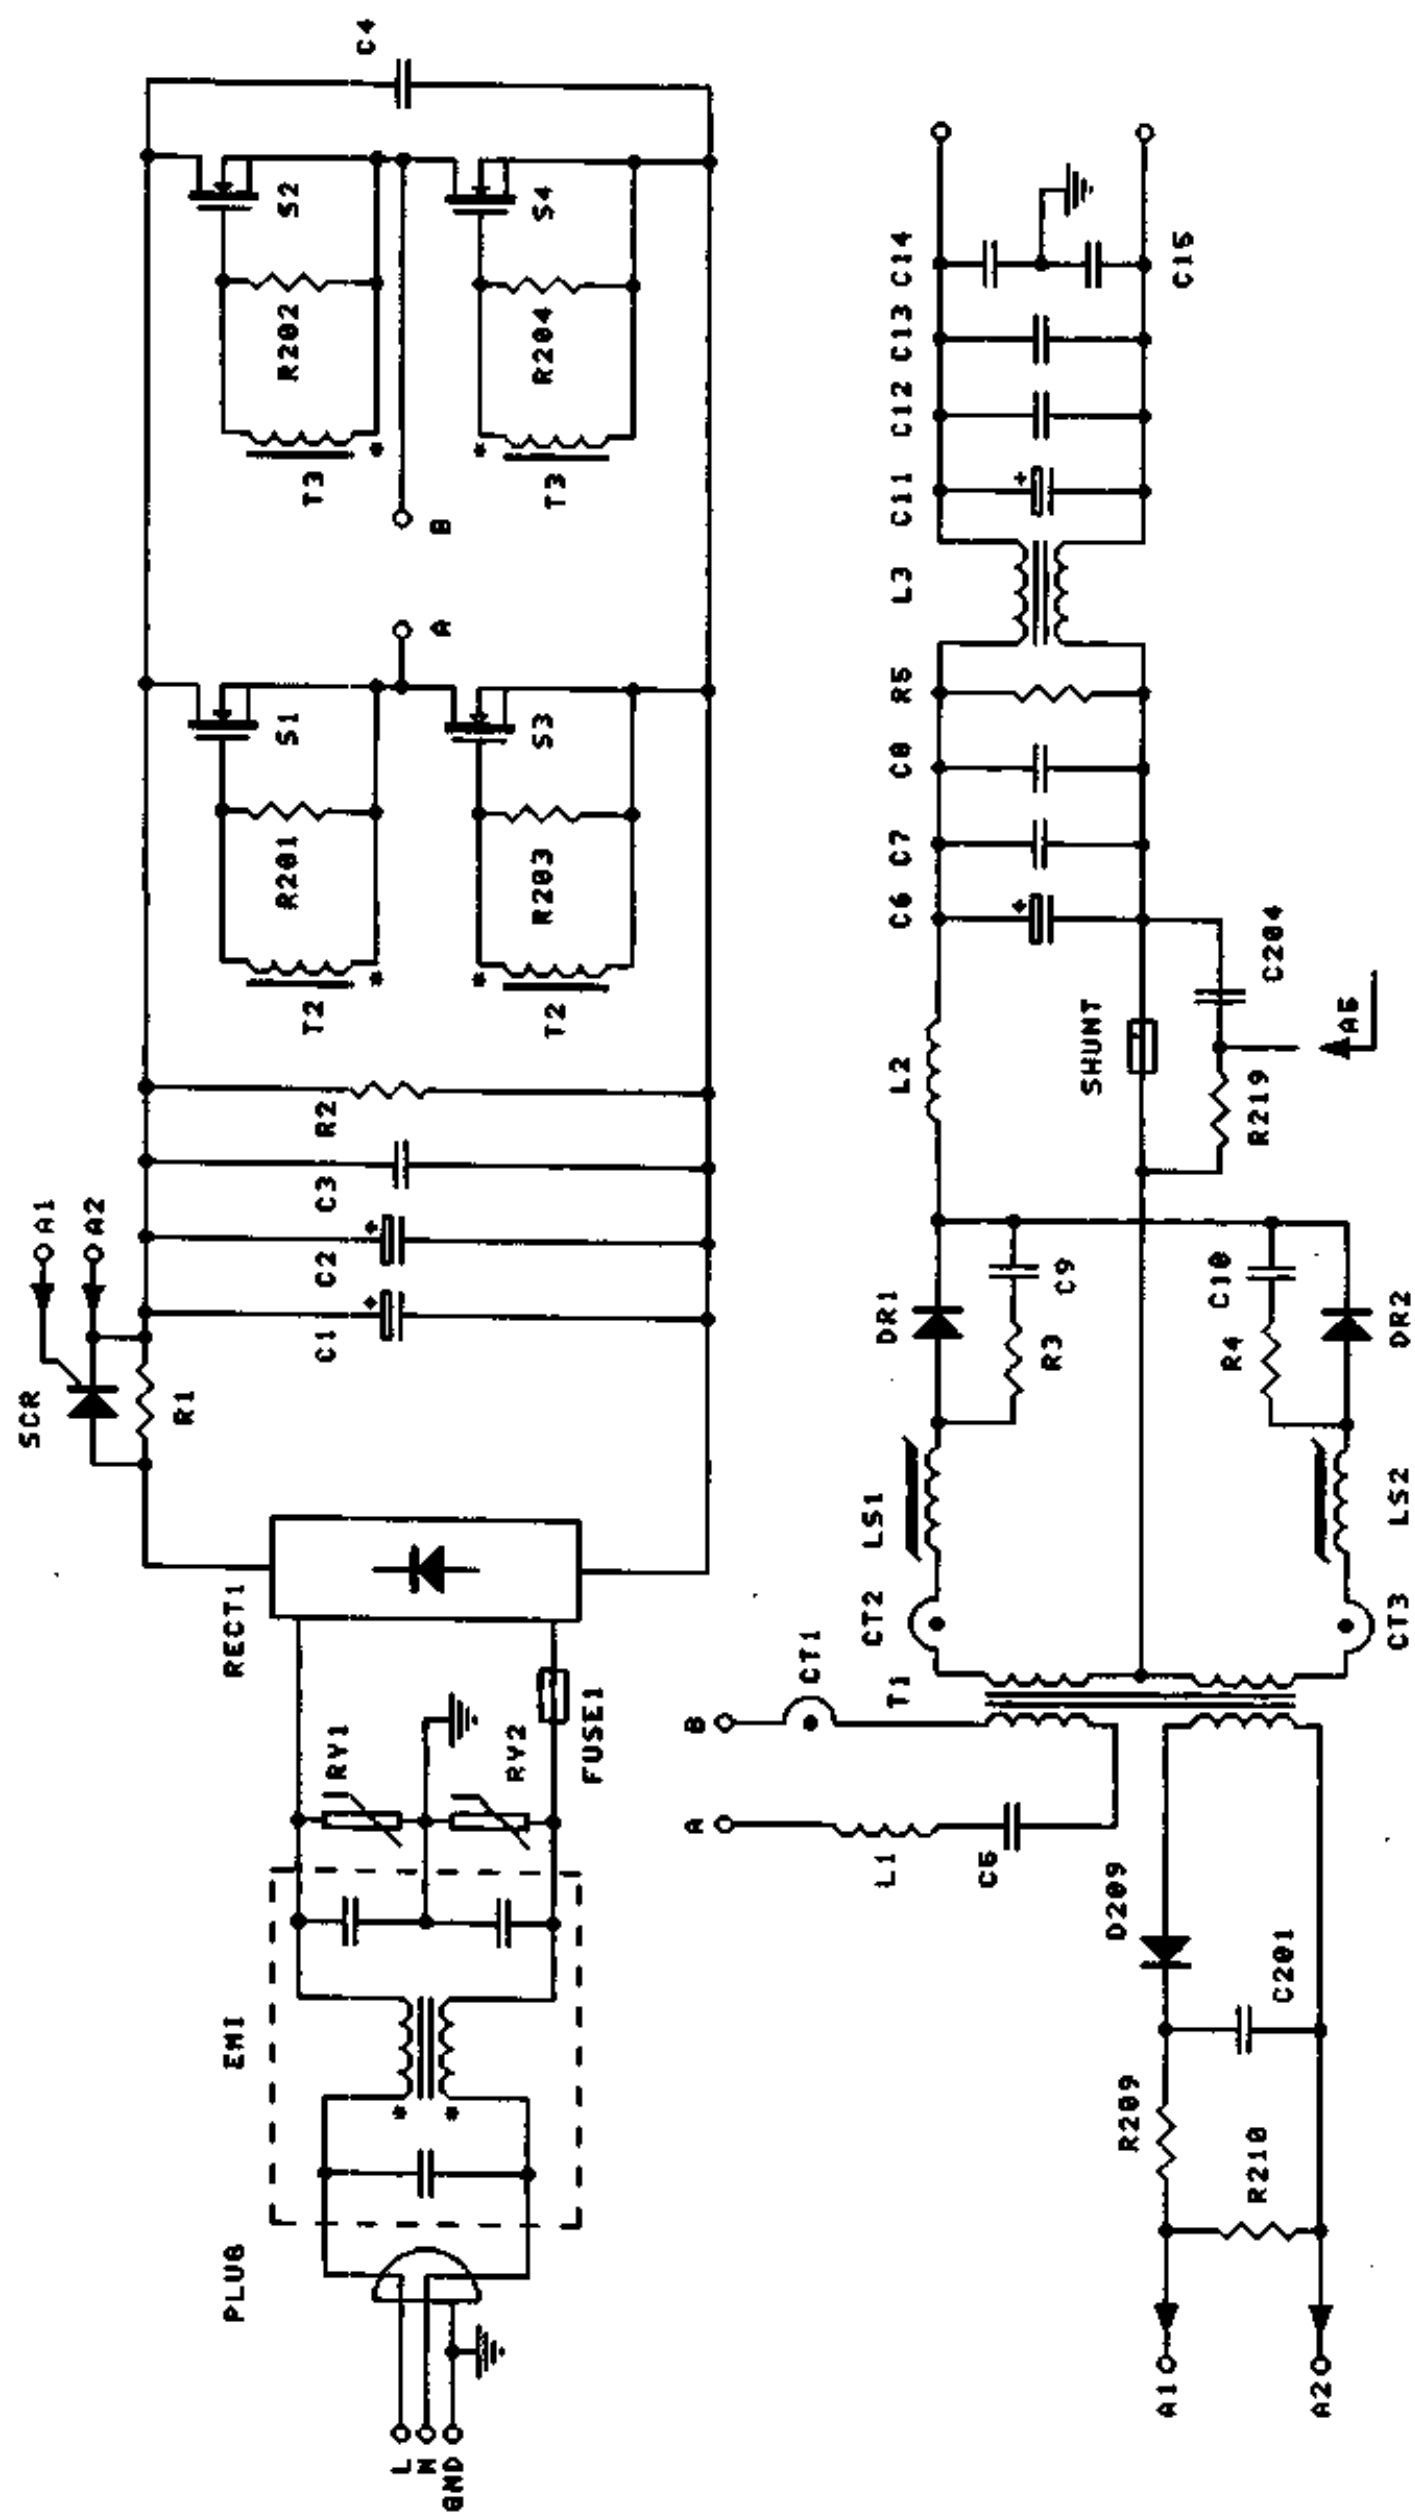 L
N
GND
PLUG
EMI
RV1
RV2
FUSE1
RECT1
SCR
R1
A1
A2
C1
C2
C3
R2
T2
T2
R201
R203
S1
S3
A
B
T3
T3
R202
R204
S2
S4
C4
A1
A2
R209
R210
D209
C201
A
B
L1
C5
CT1
T1
CT2
CT3
LS1
LS2
DR1
DR2
R3
R4
C9
C10
L2
SHUNT
R219
C204
C6
C7
C8
R5
L3
C11
C12
C13
C14
C15